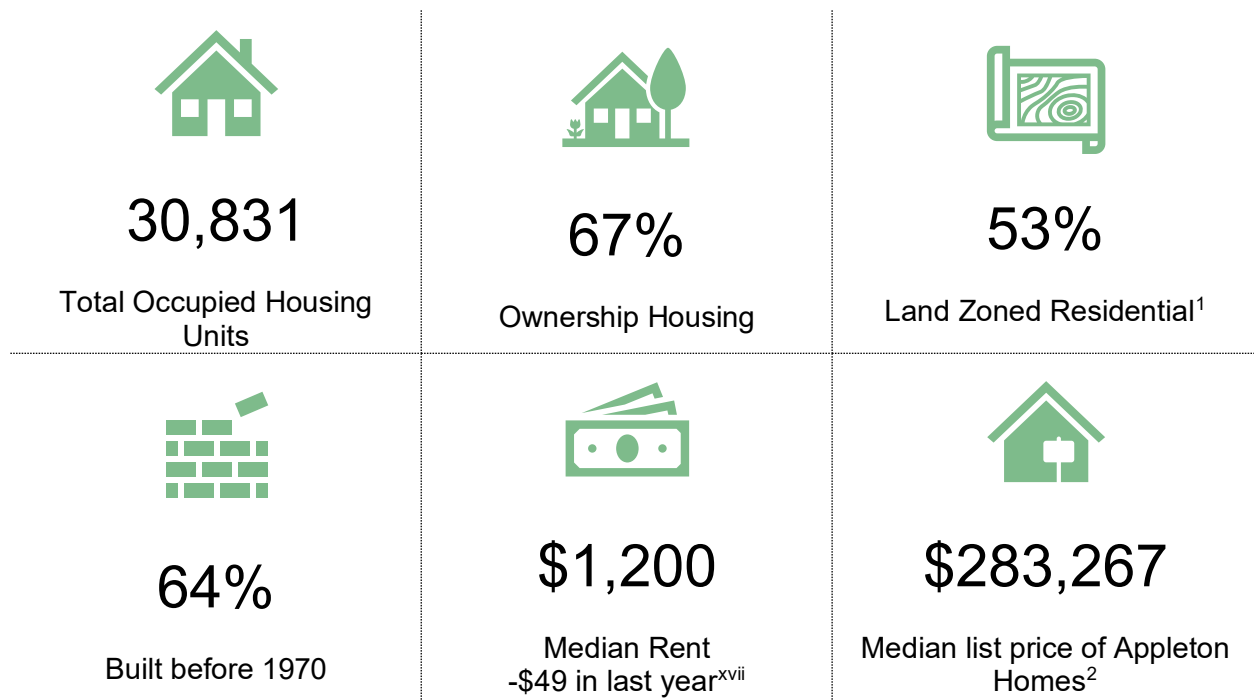 30,831
Total Occupied Housing
Units
67%
Ownership Housing
53%
Land Zoned Residential¹
64%
Built before 1970
$1,200
Median Rent
-$49 in last yearˣᵛⁱⁱ
$283,267
Median list price of Appleton
Homes²